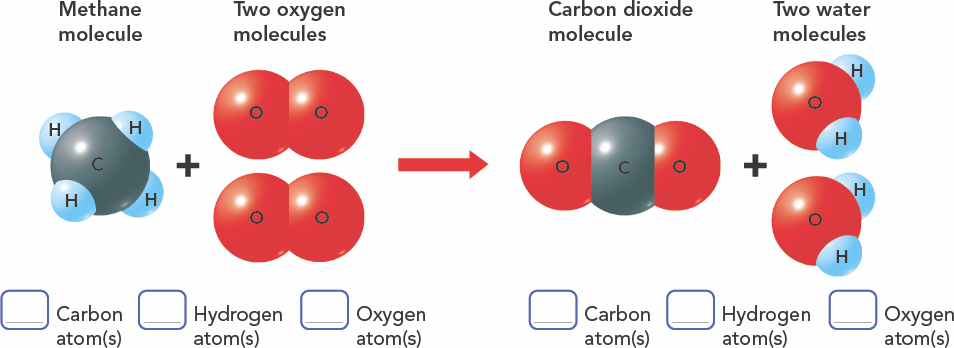 Methane
molecule
Two oxygen
molecules
Carbon dioxide
molecule
Two water
molecules
H
H
C
H
H
+
O
O
O
O
O
C
O
+
H
O
H
H
O
H
Carbon
atom(s)
Hydrogen
atom(s)
Oxygen
atom(s)
Carbon
atom(s)
Hydrogen
atom(s)
Oxygen
atom(s)